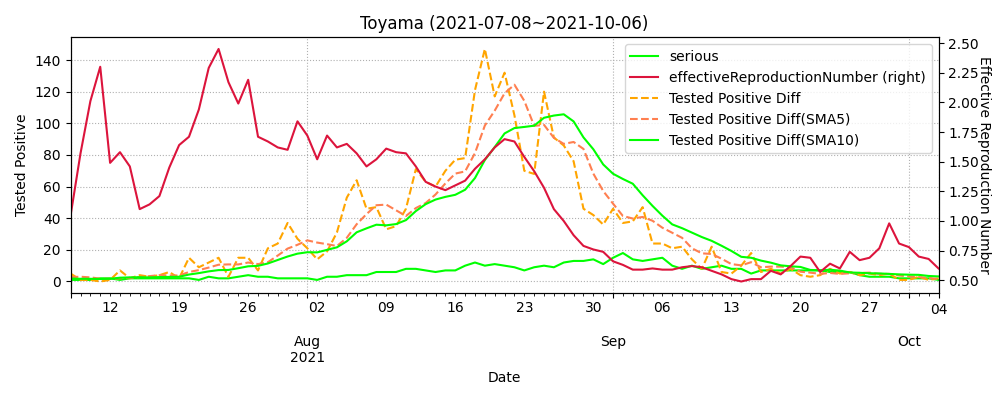 Toyama (2021-07-08~2021-10-06)
serious
effectiveReproductionNumber (right)
Tested Positive Diff
Tested Positive Diff(SMA5)
Tested Positive Diff(SMA10)
Tested Positive
140
120
100
80
60
40
20
0
2.50
2.25
2.00
1.75
1.50
1.25
1.00
0.75
0.50
Effective Reproduction Number
12 19 26 02 09 16 23 30 06 13 20 27 04
Aug Sep Oct
2021
Date